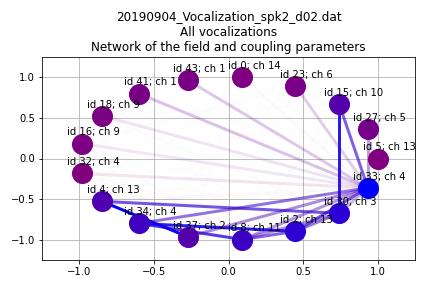 20190904_Vocalization_spk2_d02.dat
All vocalizations
Network of the field and coupling parameters
id 43; ch 1
id 0; ch 14
id 41; ch 1
id 23; ch 6
1.0
id 15; ch 10
id 18; ch 9
0.5
id 27; ch 5
id 16; ch 9
id 5; ch 13
0.0
id 32; ch 4
id 33; ch 4
id 4; ch 13
−0.5
id 30; ch 3
id 34; ch 4
id 2; ch 13
id 37; ch 2
id 8; ch 11
−1.0
−1.0 −0.5 0.0 0.5 1.0